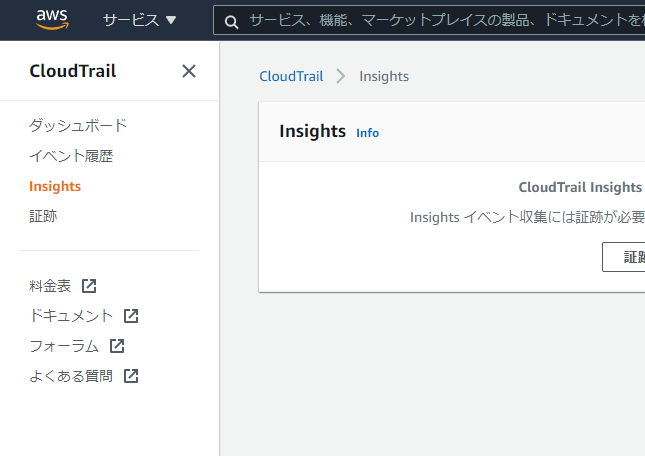 aws サービス サービス、機能、マーケットプレイスの製品、ドキュメントを
CloudTrail
CloudTrail > Insights
ダッシュボード
イベント履歴
Insights
証跡
料金表
ドキュメント
フォーラム
よくある質問
Insights Info
CloudTrail Insights
Insights イベント収集には証跡が必要
証跡